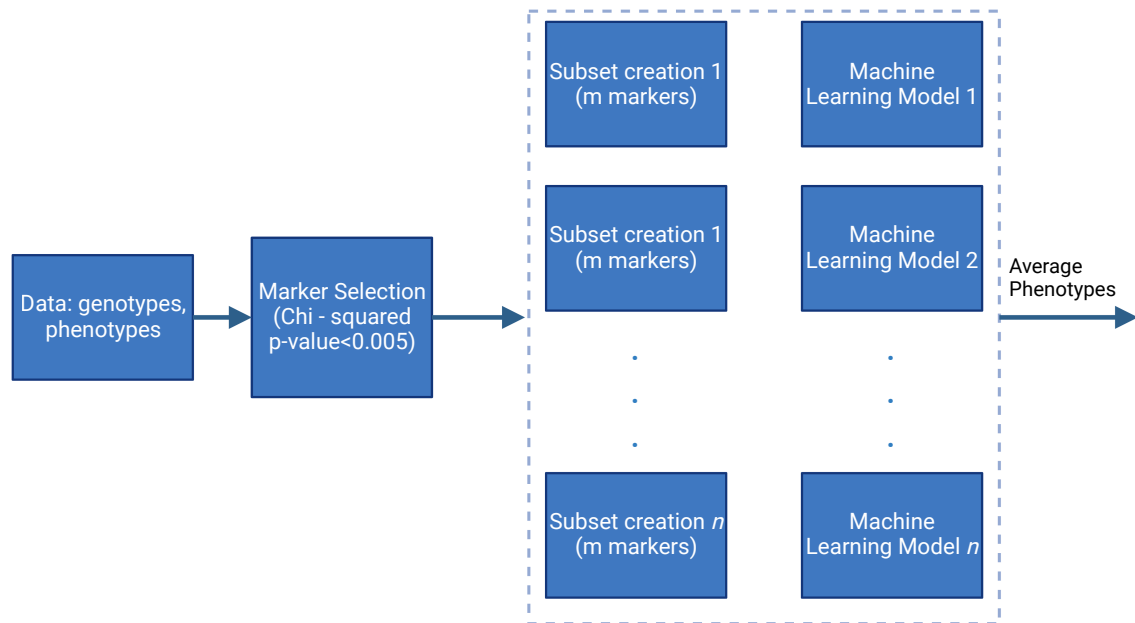 Data: genotypes,
phenotypes
Marker Selection
(Chi - squared
p-value<0.005)
Subset creation 1
(m markers)
Machine
Learning Model 1
Subset creation 1
(m markers)
Machine
Learning Model 2
.
.
.
.
.
.
Subset creation n
(m markers)
Machine
Learning Model n
Average
Phenotypes